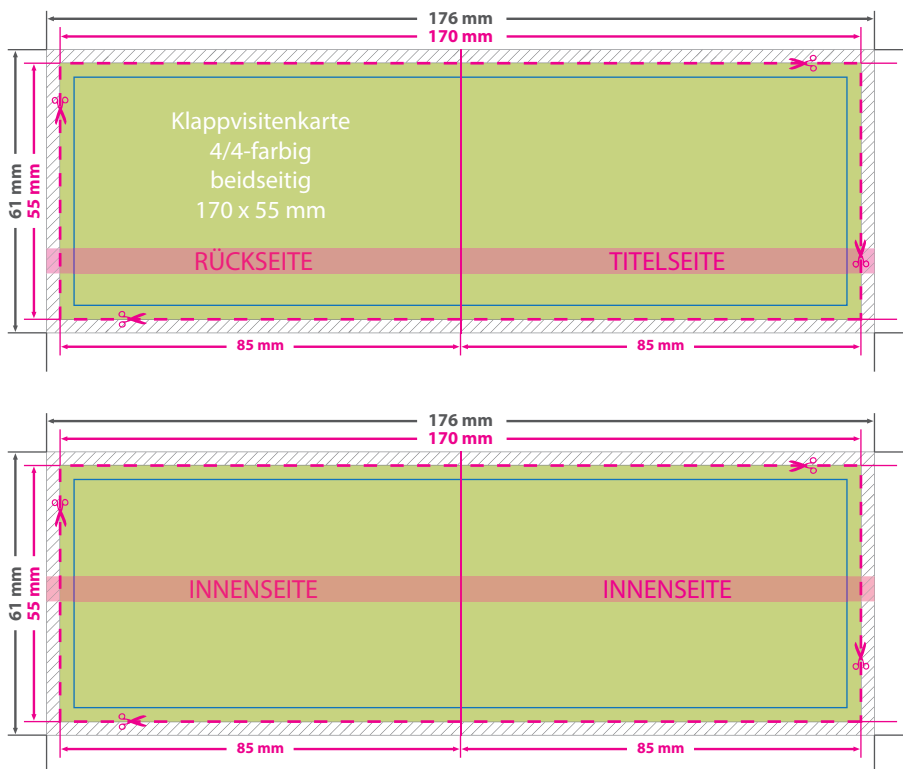 176 mm
170 mm
61 mm
55 mm
Klappvisitenkarte
4/4-farbig
beidseitig
170 x 55 mm
RÜCKSEITE
TITELSEITE
85 mm
85 mm
176 mm
170 mm
61 mm
55 mm
INNENSEITE
INNENSEITE
85 mm
85 mm